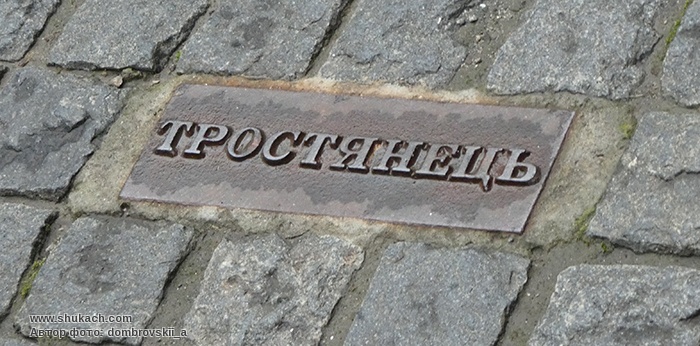 ТРОСТЯНЕЦЬ
www.shukach.com
Автор фото: dombrovskii_a